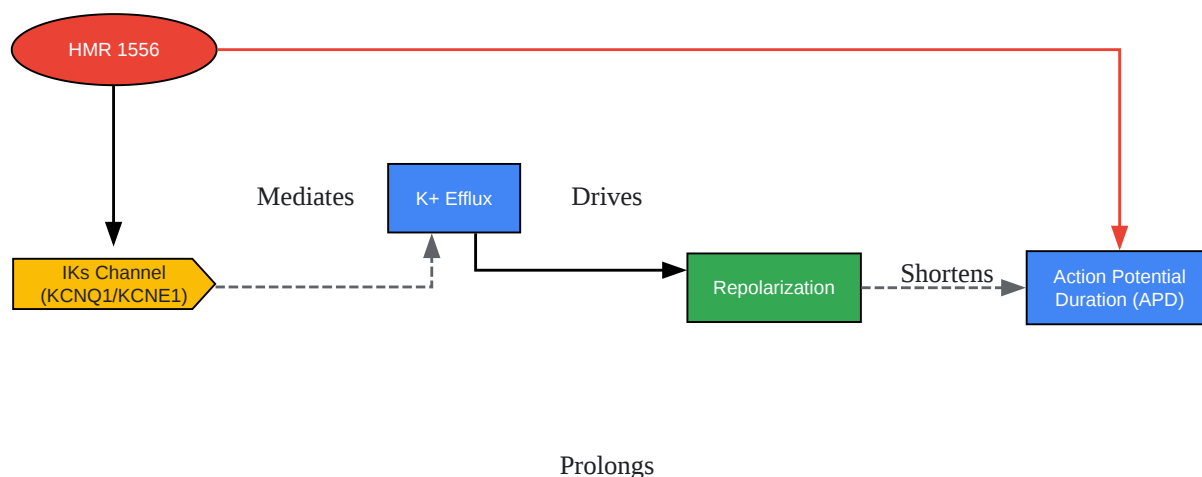 HMR 1556
Mediates
K+ Efflux
Drives
IKs Channel
(KCNQ1/KCNE1)
Repolarization
Shortens
Action Potential
Duration (APD)
Prolongs